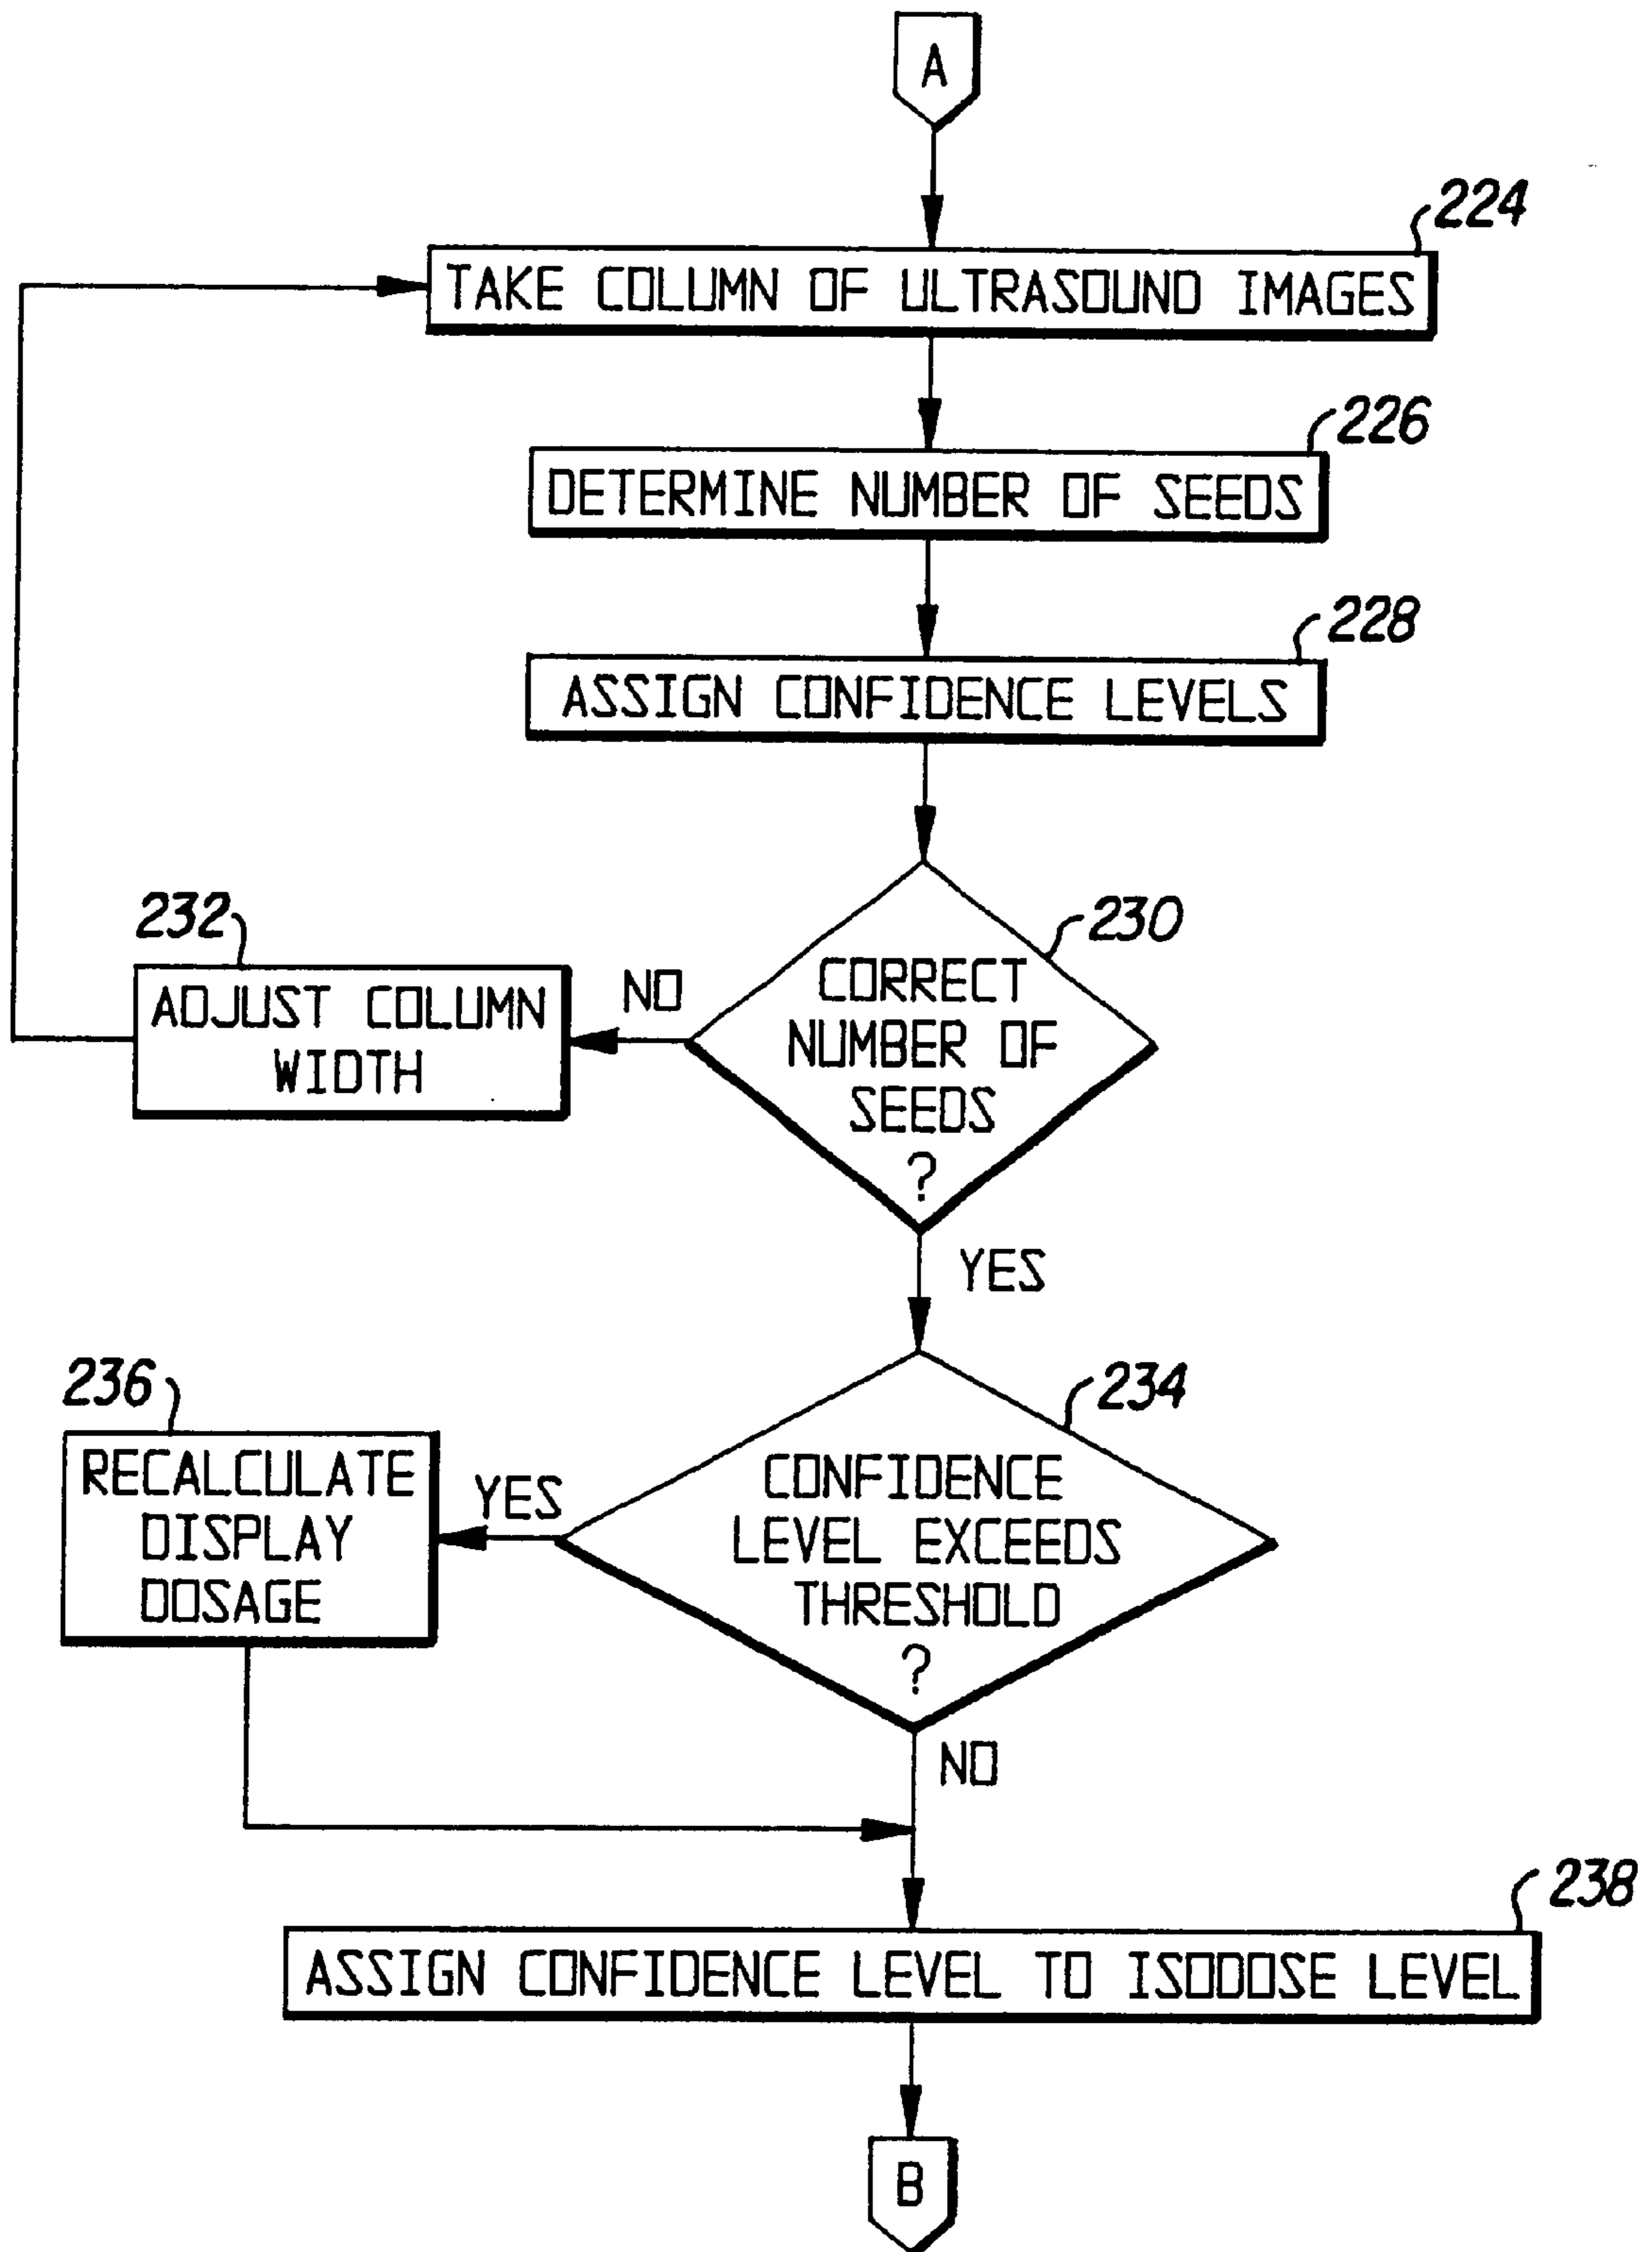 A
224
TAKE COLUMN OF ULTRASOUND IMAGES
226
DETERMINE NUMBER OF SEEDS
228
ASSIGN CONFIDENCE LEVELS
230
CORRECT
NUMBER OF
SEEDS
?
NO
232
ADJUST COLUMN
WIDTH
YES
234
CONFIDENCE
LEVEL EXCEEDS
THRESHOLD
?
YES
236
RECALCULATE
DISPLAY
DOSAGE
NO
238
ASSIGN CONFIDENCE LEVEL TO ISODOSE LEVEL
B